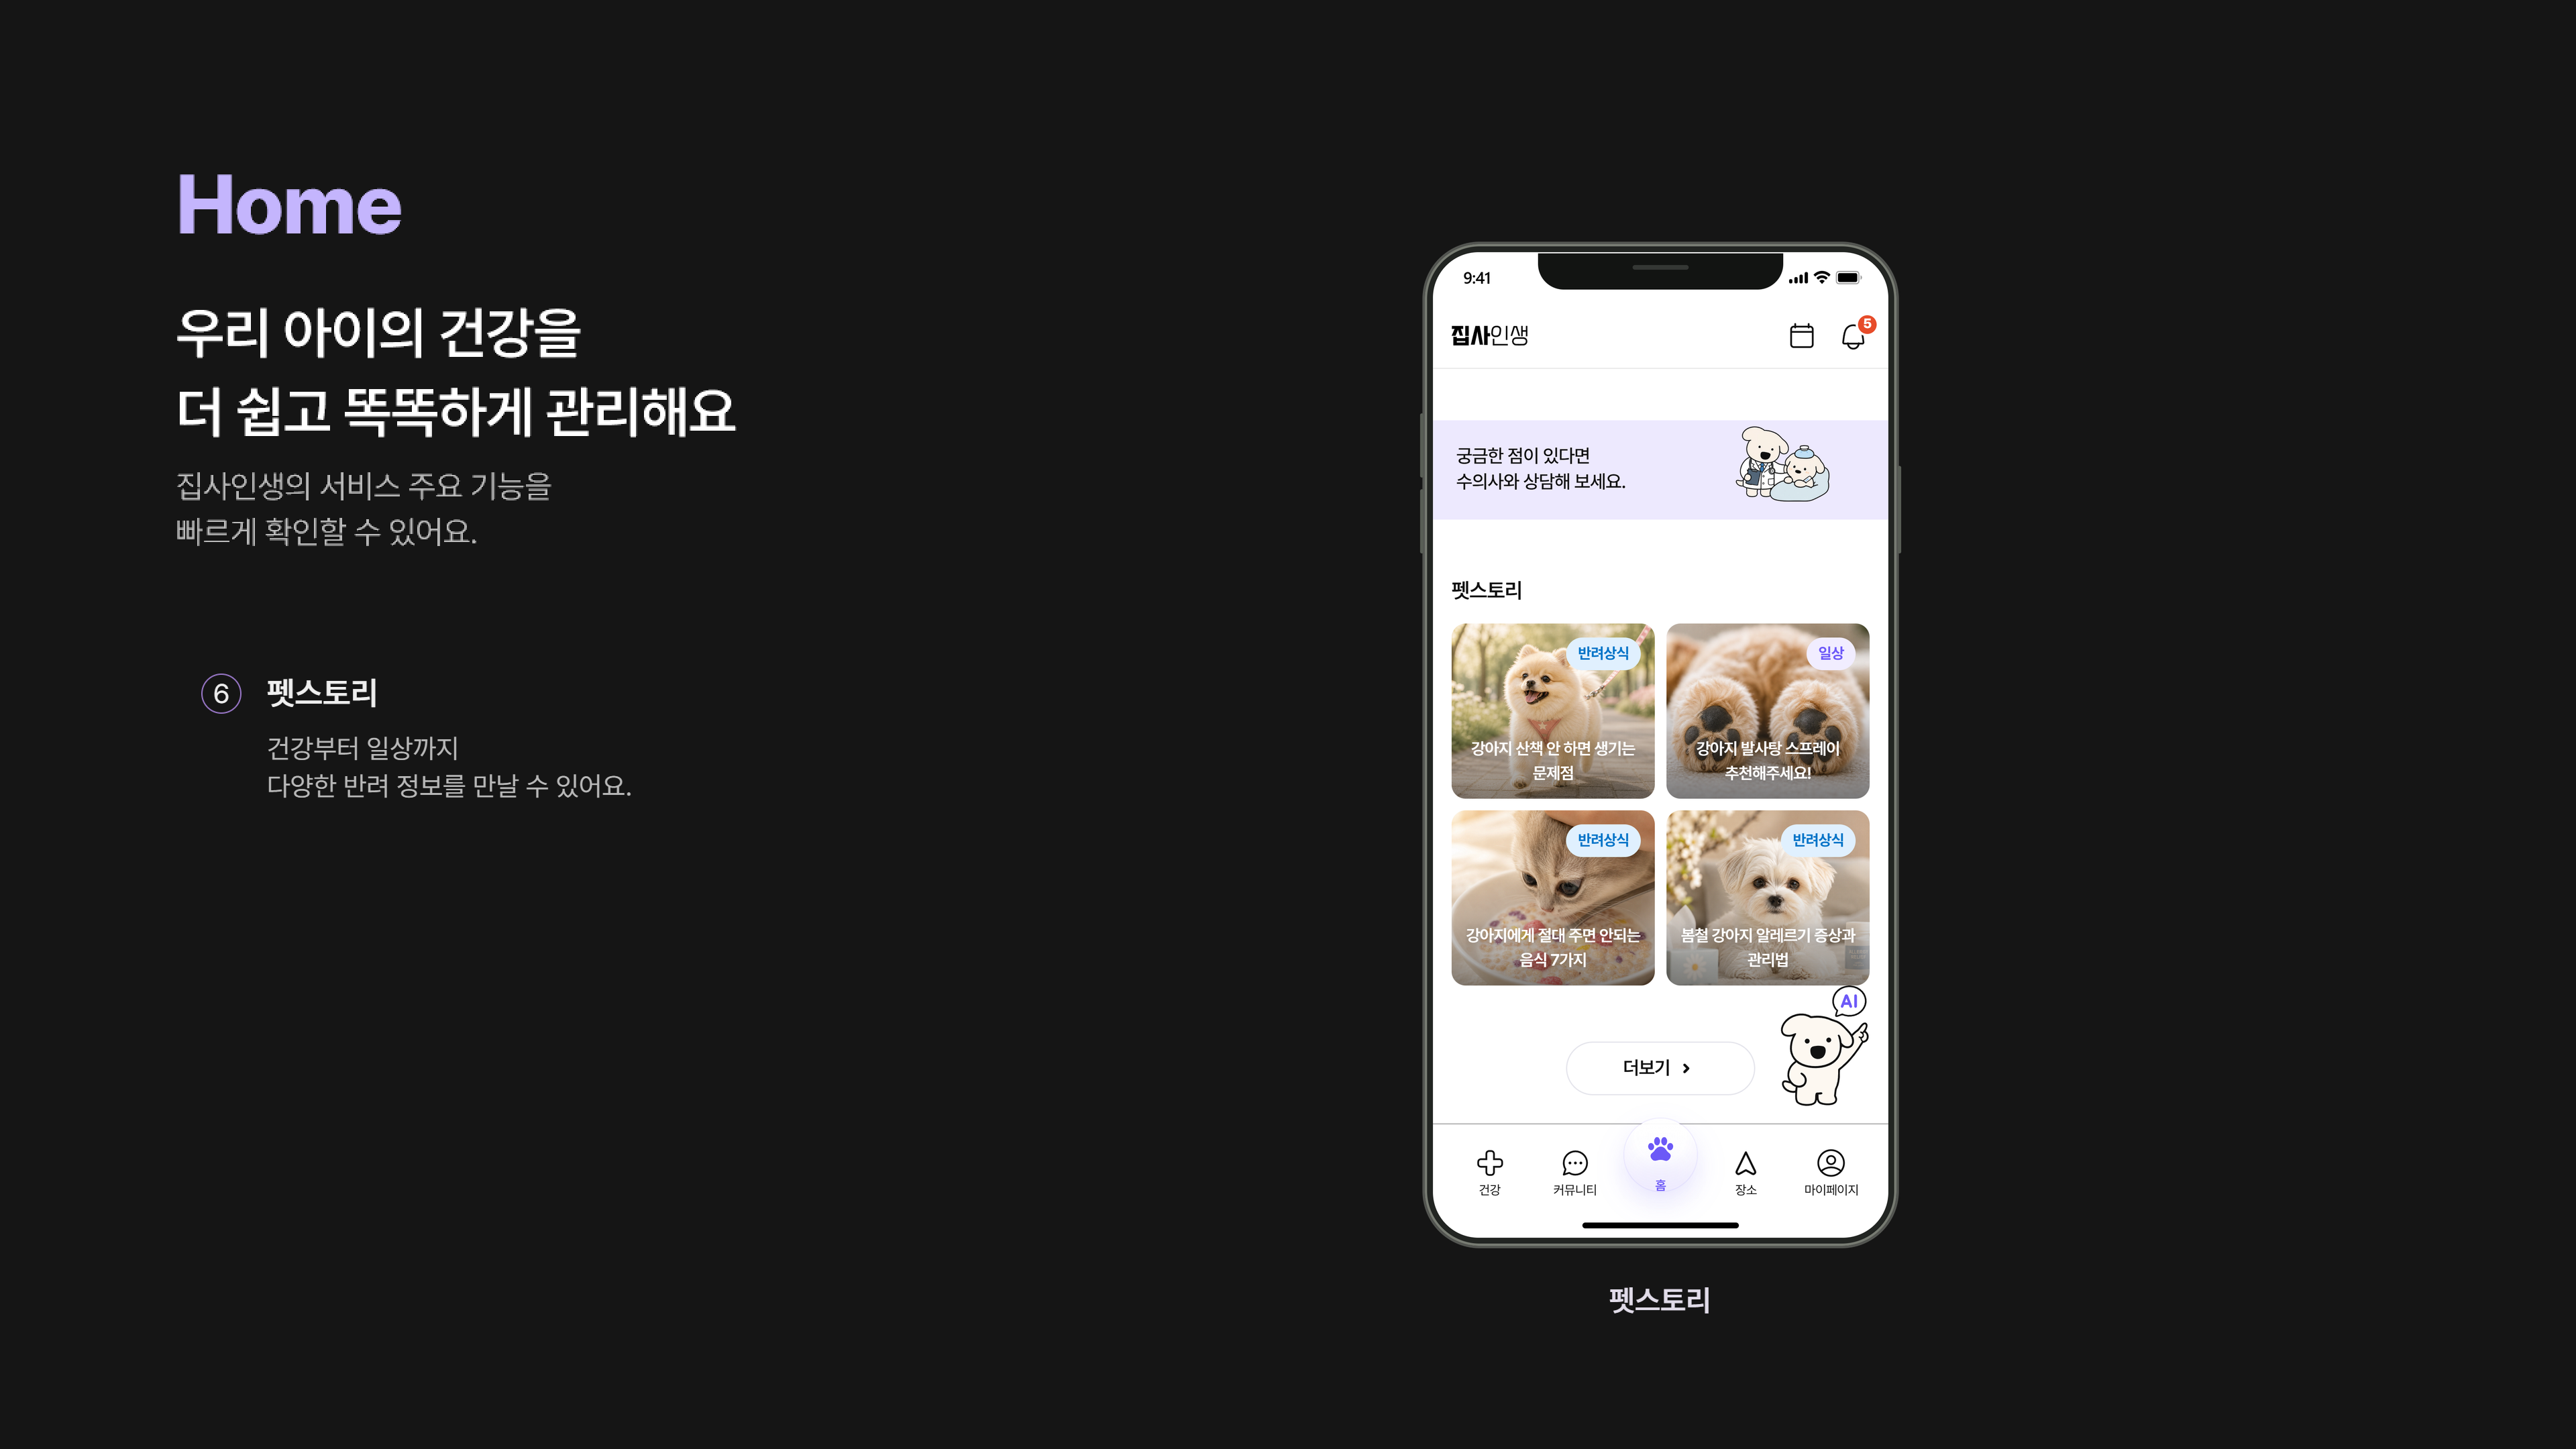 Home
우리 아이의 건강을
더 쉽고 똑똑하게 관리해요
집사인생의 서비스 주요 기능을
빠르게 확인할 수 있어요.
6 펫스토리
건강부터 일상까지
다양한 반려 정보를 만날 수 있어요.
9:41
집사인생
5
궁금한 점이 있다면
수의사와 상담해 보세요.
펫스토리
반려상식
강아지 산책 안 하면 생기는
문제점
일상
강아지 발사탕 스프레이
추천해주세요!
반려상식
강아지에게 절대 주면 안되는
음식 7가지
반려상식
봄철 강아지 알레르기 증상과
관리법
AI
더보기
건강
커뮤니티
홈
장소
마이페이지
펫스토리